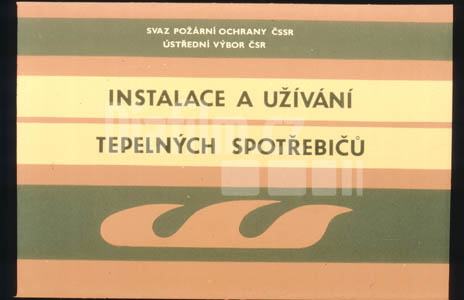 SVAZ POŽÁRNÍ OCHRANY ČSSR
ÚSTŘEDNÍ VÝBOR ČSR
INSTALACE A UŽÍVÁNÍ
TEPELNÝCH SPOTŘEBIČŮ